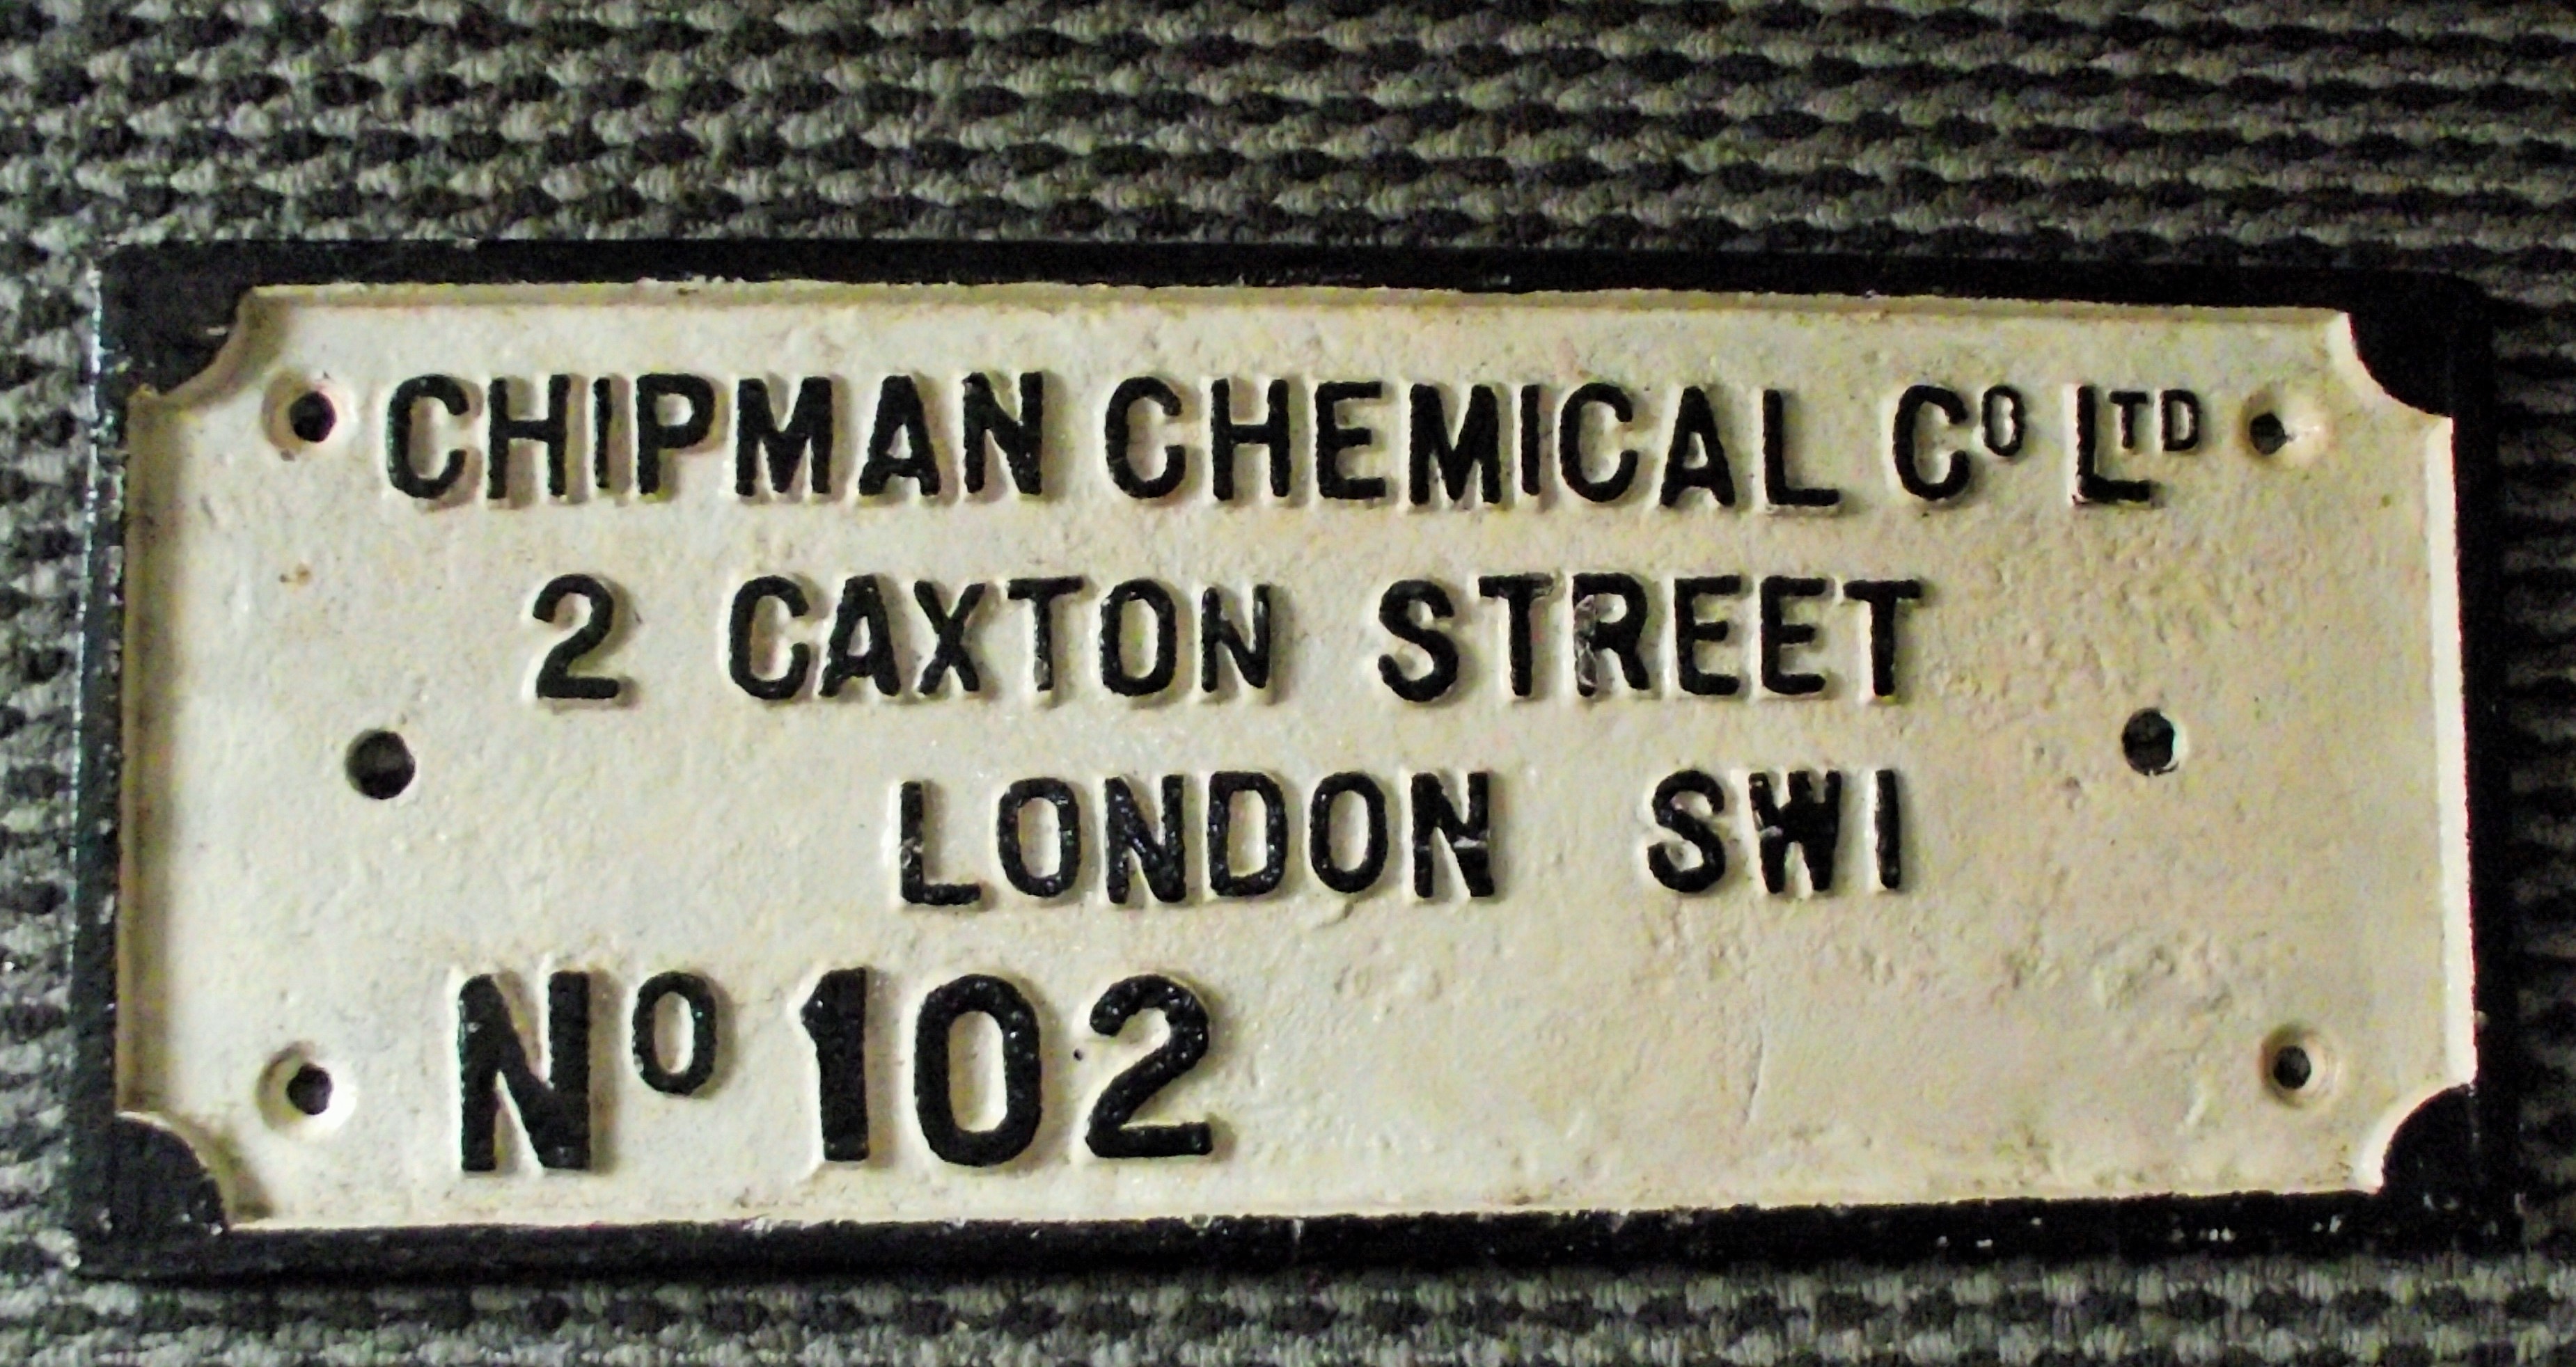 CHIPMAN CHEMICAL Cº LTD
2 CAXTON STREET
LONDON SW1
Nº 102